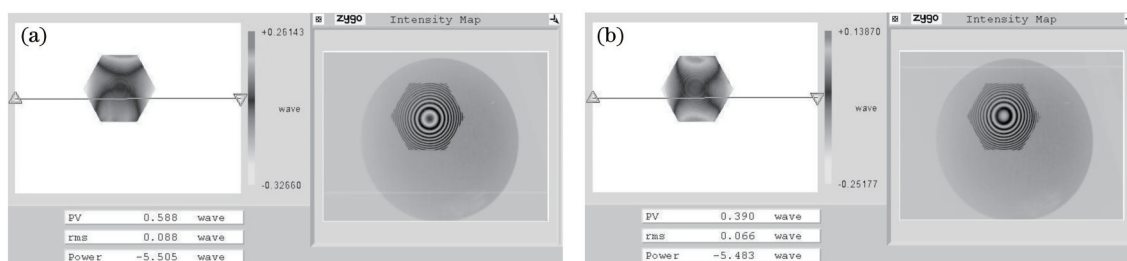 (a)
+0.26143
wave
-0.32660
PV 0.588 wave
rms 0.088 wave
Power -5.505 wave
zygo Intensity Map
(b)
+0.13870
wave
-0.25177
PV 0.390 wave
rms 0.066 wave
Power -5.483 wave
zygo Intensity Map